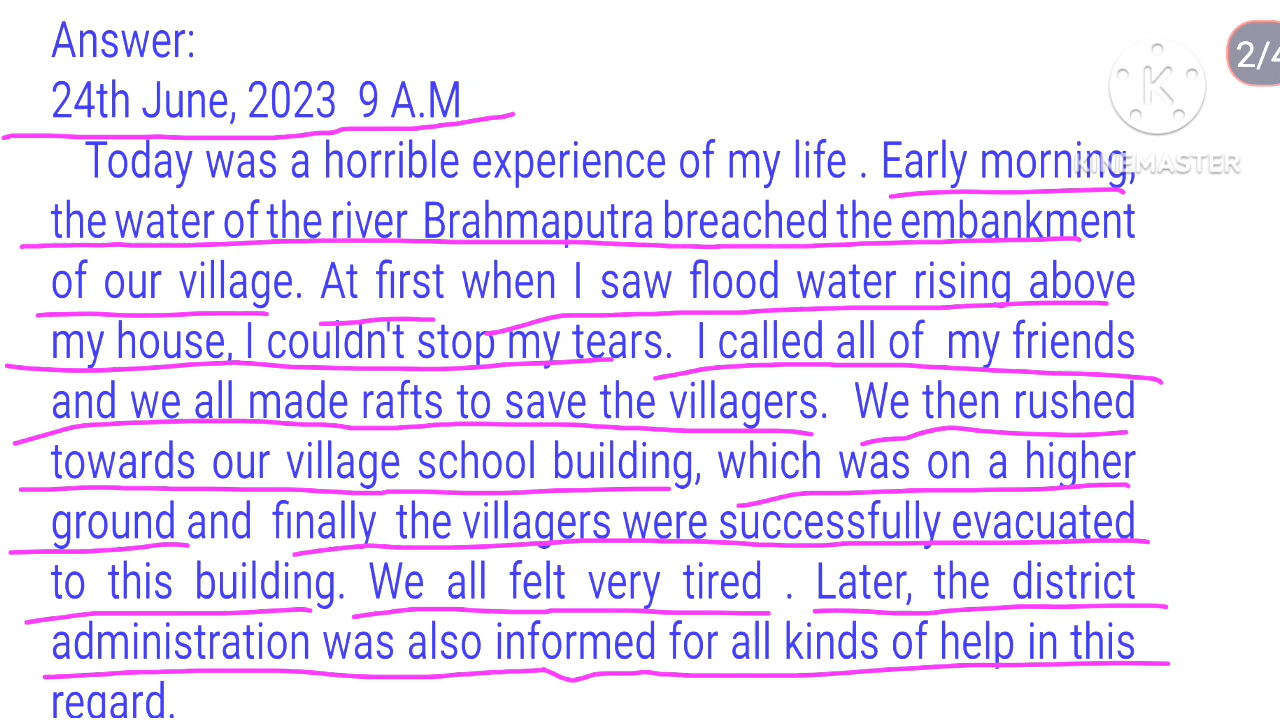 Answer:
2/4
24th June, 2023 9 A.M
KINEMASTER
Today was a horrible experience of my life . Early morning,
the water of the river Brahmaputra breached the embankment
of our village. At first when I saw flood water rising above
my house, I couldn't stop my tears. I called all of my friends
and we all made rafts to save the villagers. We then rushed
towards our village school building, which was on a higher
ground and finally the villagers were successfully evacuated
to this building. We all felt very tired . Later, the district
administration was also informed for all kinds of help in this
regard.